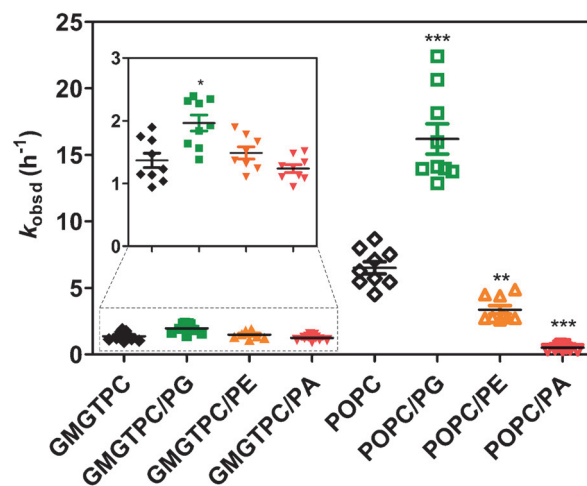 25
20
15
10
5
0
k_obsd (h⁻¹)
3
2
1
0
*
***
**
***
GMGTPC
GMGTPC/PG
GMGTPC/PE
GMGTPC/PA
POPC
POPC/PG
POPC/PE
POPC/PA